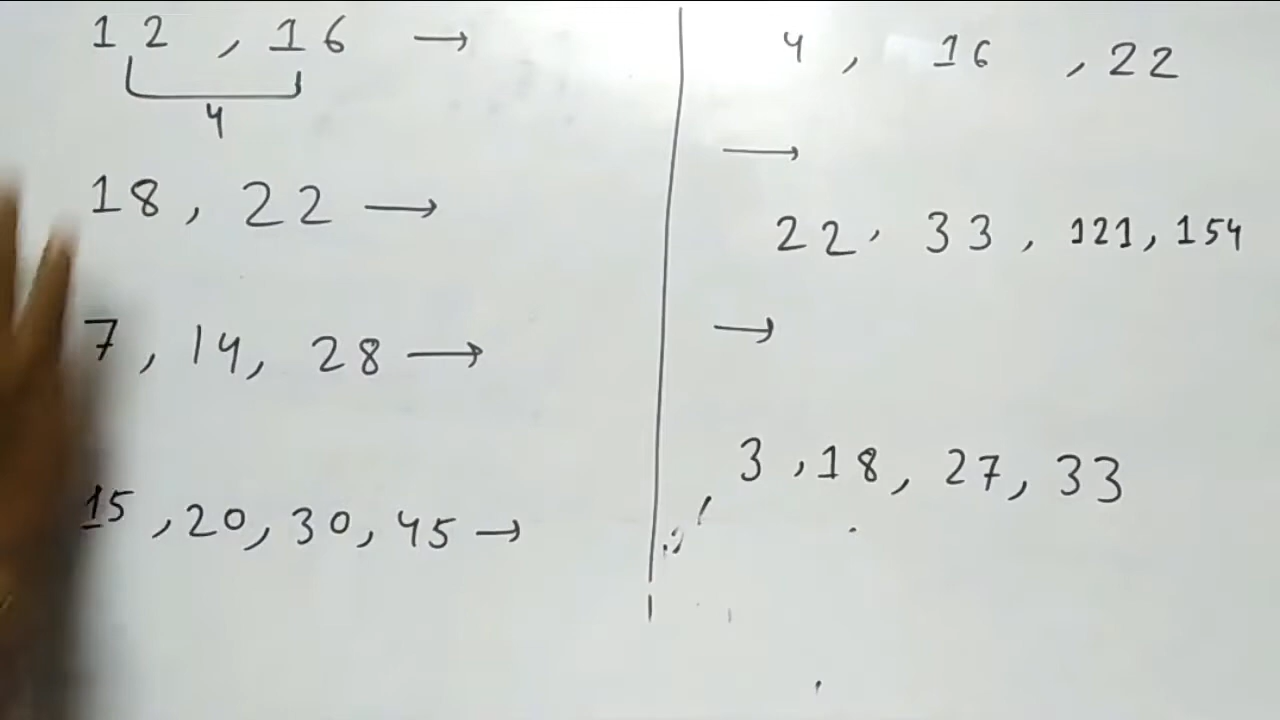 12 , 16 →
4
18 , 22 →
7 , 14, 28 →
15 , 20, 30, 45 →
4 , 16 , 22
→
22, 33, 121, 154
→
3 , 18, 27, 33